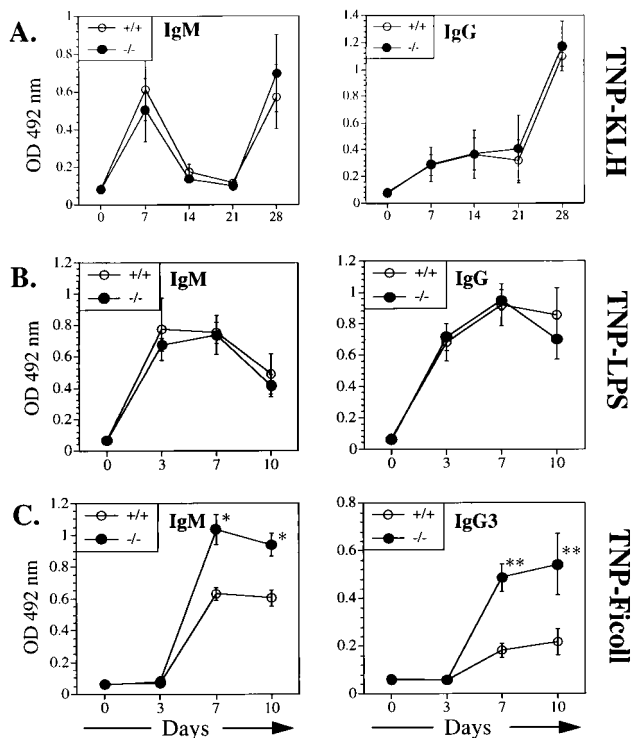 A.
IgM
+/+
-/-
OD 492 nm
1
0.8
0.6
0.4
0.2
0
0 7 14 21 28
IgG
+/+
-/-
1.4
1.2
1
0.8
0.6
0.4
0.2
0
0 7 14 21 28
TNP-KLH
B.
IgM
+/+
-/-
OD 492 nm
1.2
1
0.8
0.6
0.4
0.2
0
0 3 7 10
IgG
+/+
-/-
1.2
1
0.8
0.6
0.4
0.2
0
0 3 7 10
TNP-LPS
C.
IgM
+/+
-/-
* *
OD 492 nm
1.2
1
0.8
0.6
0.4
0.2
0
0 3 7 10
Days
IgG3
+/+
-/-
** **
0.8
0.6
0.4
0.2
0
0 3 7 10
Days
TNP-Ficoll